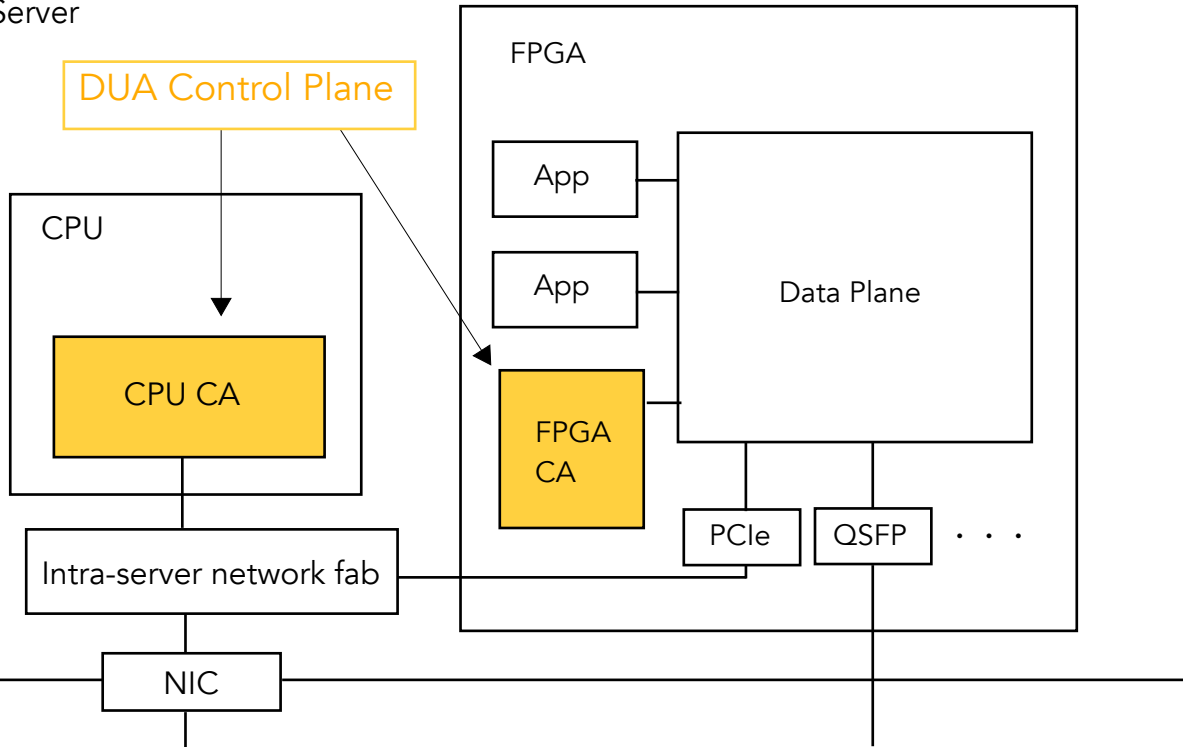 Server
FPGA
DUA Control Plane
App
CPU
App
Data Plane
CPU CA
FPGA
CA
PCIe
QSFP
. . .
Intra-server network fab
NIC